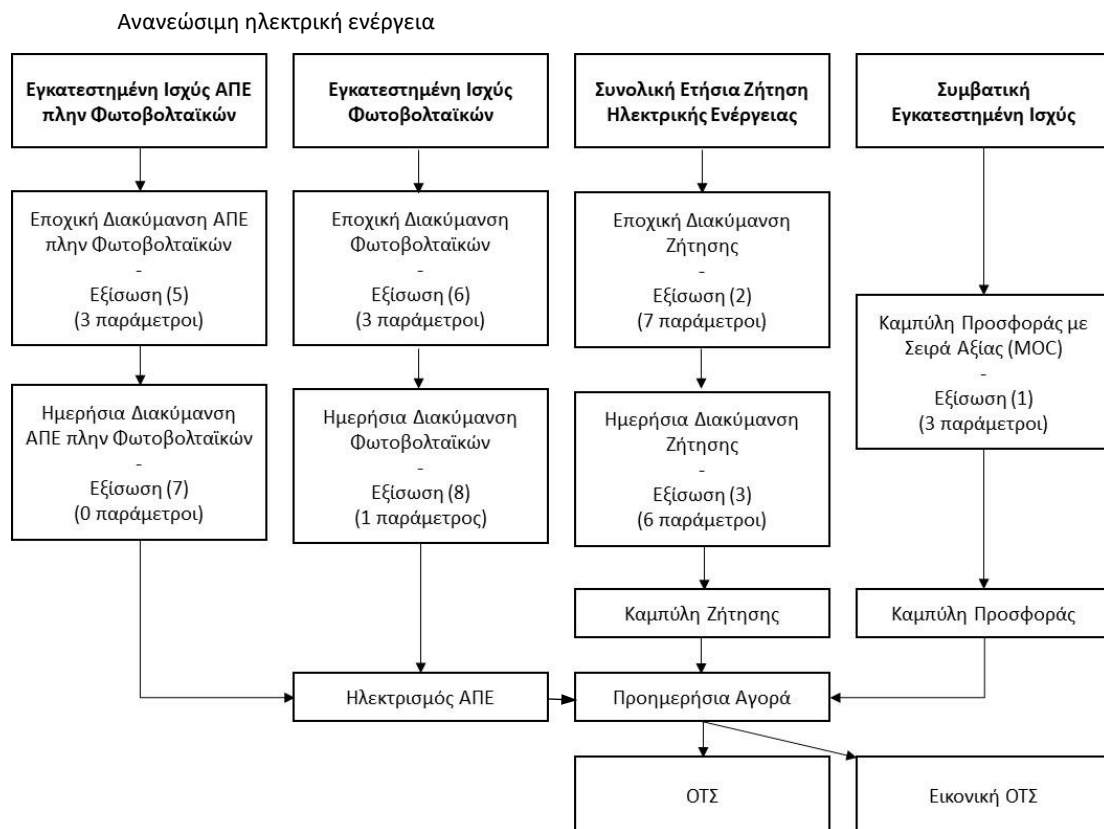 Ανανεώσιμη ηλεκτρική ενέργεια
Εγκατεστημένη Ισχύς ΑΠΕ
πλην Φωτοβολταϊκών
Εγκατεστημένη Ισχύς
Φωτοβολταϊκών
Συνολική Ετήσια Ζήτηση
Ηλεκτρικής Ενέργειας
Συμβατική
Εγκατεστημένη Ισχύς
Εποχική Διακύμανση ΑΠΕ
πλην Φωτοβολταϊκών
-
Εξίσωση (5)
(3 παράμετροι)
Εποχική Διακύμανση
Φωτοβολταϊκών
-
Εξίσωση (6)
(3 παράμετροι)
Εποχική Διακύμανση
Ζήτησης
-
Εξίσωση (2)
(7 παράμετροι)
Καμπύλη Προσφοράς με
Σειρά Αξίας (MOC)
-
Εξίσωση (1)
(3 παράμετροι)
Ημερήσια Διακύμανση
ΑΠΕ πλην Φωτοβολταϊκών
-
Εξίσωση (7)
(0 παράμετροι)
Ημερήσια Διακύμανση
Φωτοβολταϊκών
-
Εξίσωση (8)
(1 παράμετρος)
Ημερήσια Διακύμανση
Ζήτησης
-
Εξίσωση (3)
(6 παράμετροι)
Καμπύλη Ζήτησης
Καμπύλη Προσφοράς
Ηλεκτρισμός ΑΠΕ
Προημερήσια Αγορά
ΟΤΣ
Εικονική ΟΤΣ